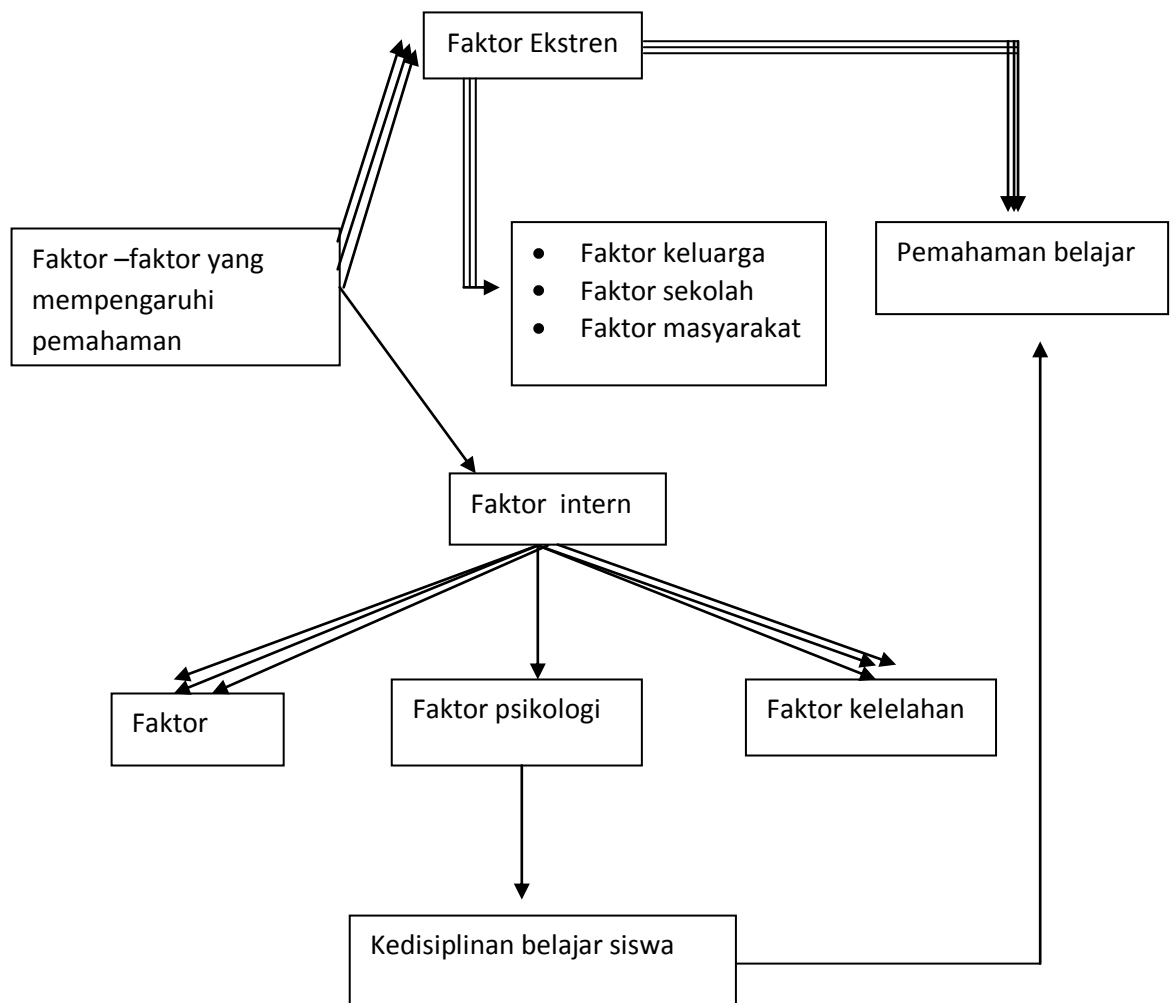 Faktor Ekstren
Faktor –faktor yang
mempengaruhi
pemahaman
• Faktor keluarga
• Faktor sekolah
• Faktor masyarakat
Pemahaman belajar
Faktor intern
Faktor
Faktor psikologi
Faktor kelelahan
Kedisiplinan belajar siswa